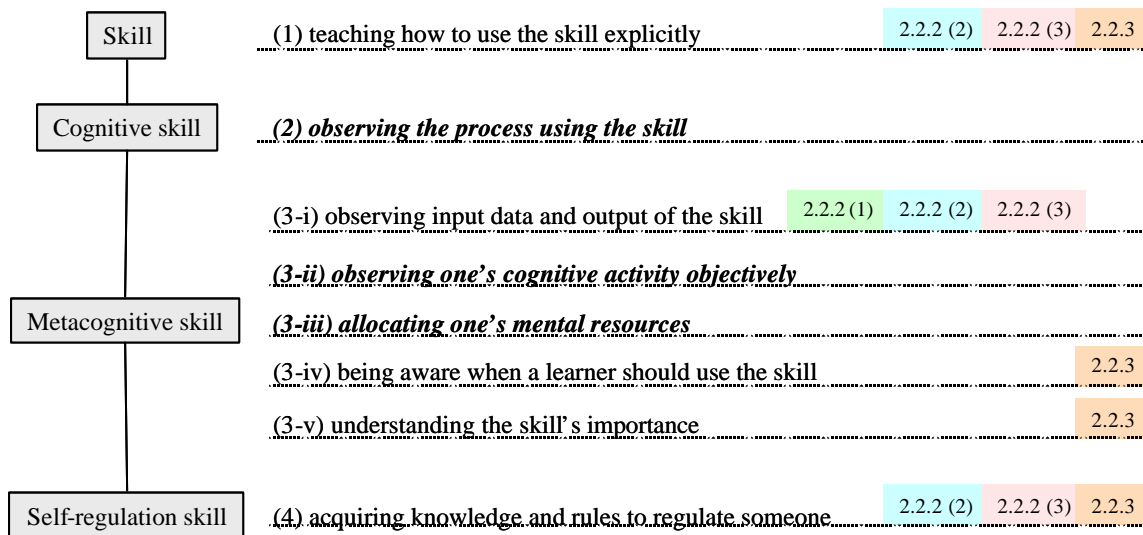 Skill
(1) teaching how to use the skill explicitly 2.2.2 (2) 2.2.2 (3) 2.2.3
Cognitive skill
(2) observing the process using the skill
(3-i) observing input data and output of the skill 2.2.2 (1) 2.2.2 (2) 2.2.2 (3)
(3-ii) observing one’s cognitive activity objectively
Metacognitive skill
(3-iii) allocating one’s mental resources
(3-iv) being aware when a learner should use the skill 2.2.3
(3-v) understanding the skill’s importance 2.2.3
Self-regulation skill
(4) acquiring knowledge and rules to regulate someone 2.2.2 (2) 2.2.2 (3) 2.2.3